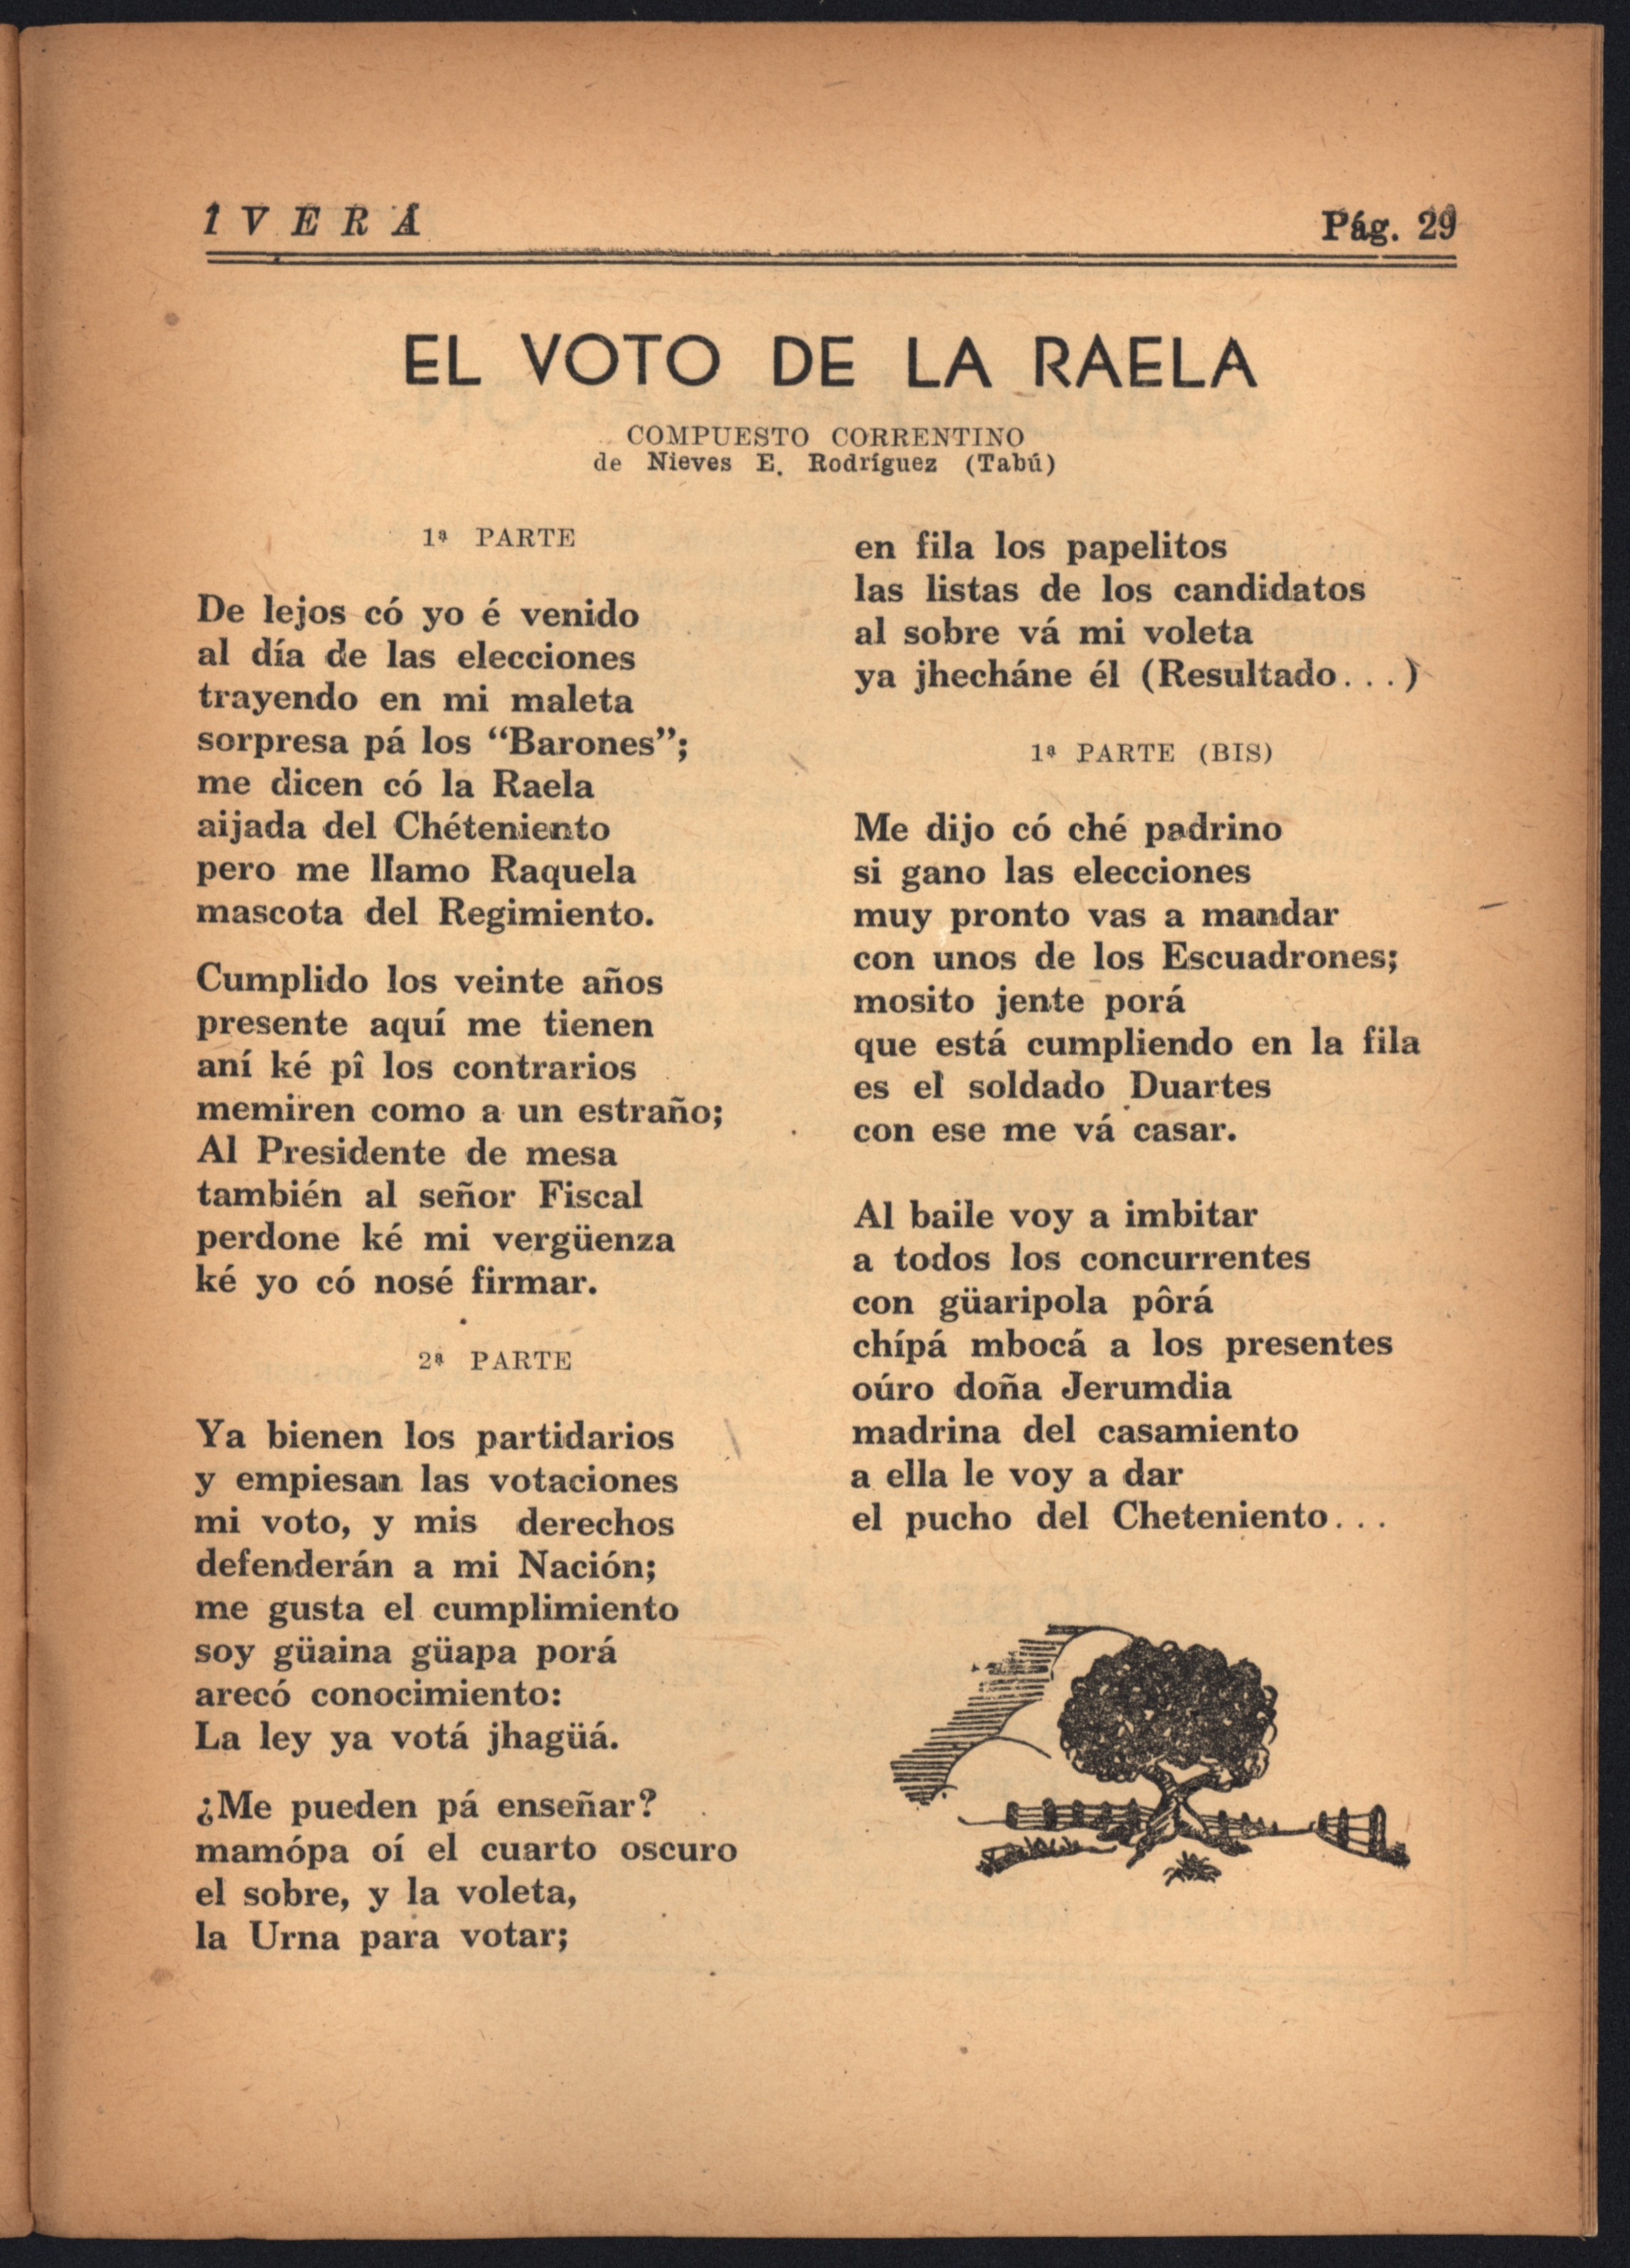 1 V E R Á
Pág. 29
EL VOTO DE LA RAELA
COMPUESTO CORRENTINO
de Nieves E. Rodríguez (Tabú)
1ª PARTE
De lejos có yo é venido
al día de las elecciones
trayendo en mi maleta
sorpresa pá los “Barones”;
me dicen có la Raela
aijada del Chéteniento
pero me llamo Raquela
mascota del Regimiento.
Cumplido los veinte años
presente aquí me tienen
aní ké pî los contrarios
memiren como a un estraño;
Al Presidente de mesa
también al señor Fiscal
perdone ké mi vergüenza
ké yo có nosé firmar.
2ª PARTE
Ya bienen los partidarios
y empiesan las votaciones
mi voto, y mis derechos
defenderán a mi Nación;
me gusta el cumplimiento
soy güaina güapa porá
arecó conocimiento:
La ley ya votá jhagüá.
¿Me pueden pá enseñar?
mamópa oí el cuarto oscuro
el sobre, y la voleta,
la Urna para votar;
en fila los papelitos
las listas de los candidatos
al sobre vá mi voleta
ya jhecháne él (Resultado...)
1ª PARTE (BIS)
Me dijo có ché padrino
si gano las elecciones
muy pronto vas a mandar
con unos de los Escuadrones;
mosito jente porá
que está cumpliendo en la fila
es el soldado Duartes
con ese me vá casar.
Al baile voy a imbitar
a todos los concurrentes
con güaripola pôrá
chípá mbocá a los presentes
oúro doña Jerumdia
madrina del casamiento
a ella le voy a dar
el pucho del Cheteniento...